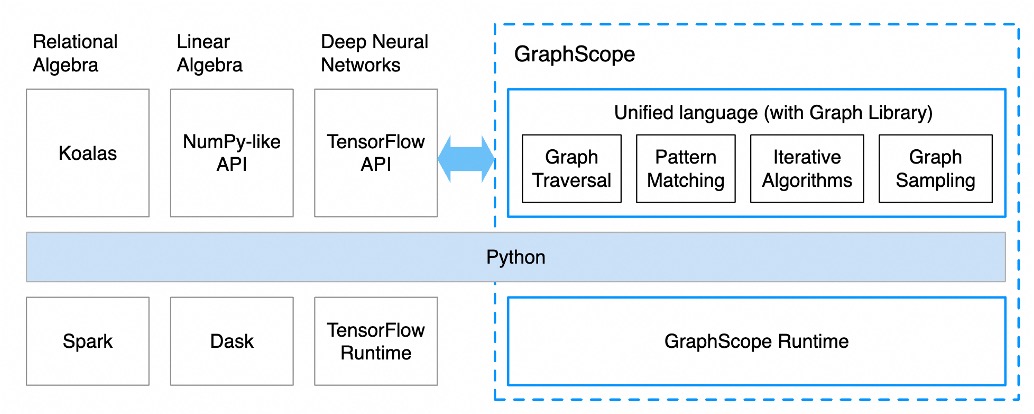 Relational
Algebra
Linear
Algebra
Deep Neural
Networks
GraphScope
Koalas
NumPy-like
API
TensorFlow
API
Unified language (with Graph Library)
Graph
Traversal
Pattern
Matching
Iterative
Algorithms
Graph
Sampling
Python
Spark
Dask
TensorFlow
Runtime
GraphScope Runtime